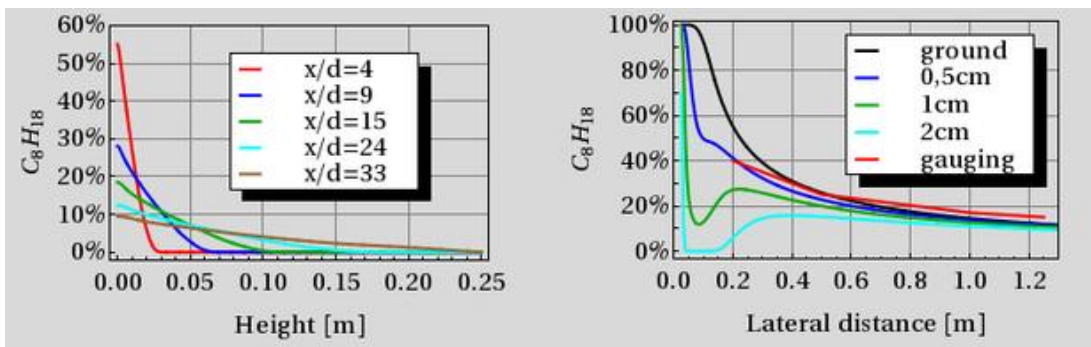 60%
50%
40%
30%
20%
10%
0%
C₈H₁₈
x/d=4
x/d=9
x/d=15
x/d=24
x/d=33
0.00 0.05 0.10 0.15 0.20 0.25
Height [m]
100%
80%
60%
40%
20%
0%
C₈H₁₈
ground
0,5cm
1cm
2cm
gauging
0.0 0.2 0.4 0.6 0.8 1.0 1.2
Lateral distance [m]